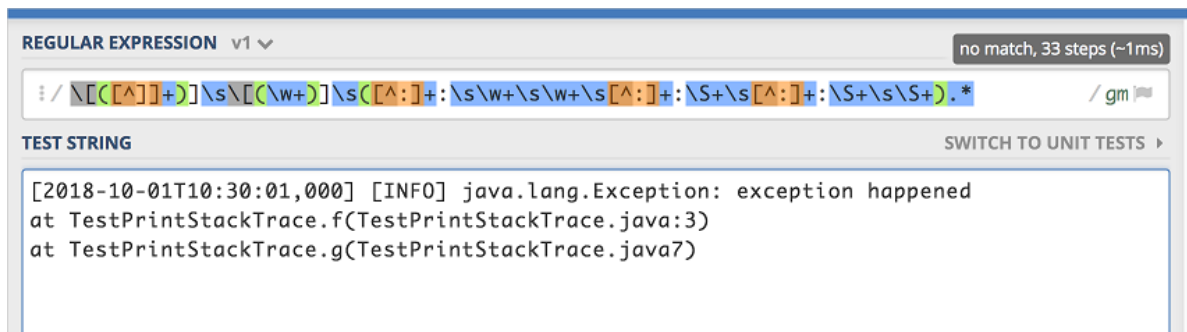 REGULAR EXPRESSION v1
no match, 33 steps (~1ms)
/ \[([^]]+)]\s\[(\w+)]\s([^:]+:\s\w+\s\w+\s[^:]+:\S+\s[^:]+:\S+\s\S+).* / gm
TEST STRING SWITCH TO UNIT TESTS
[2018-10-01T10:30:01,000] [INFO] java.lang.Exception: exception happened
at TestPrintStackTrace.f(TestPrintStackTrace.java:3)
at TestPrintStackTrace.g(TestPrintStackTrace.java7)